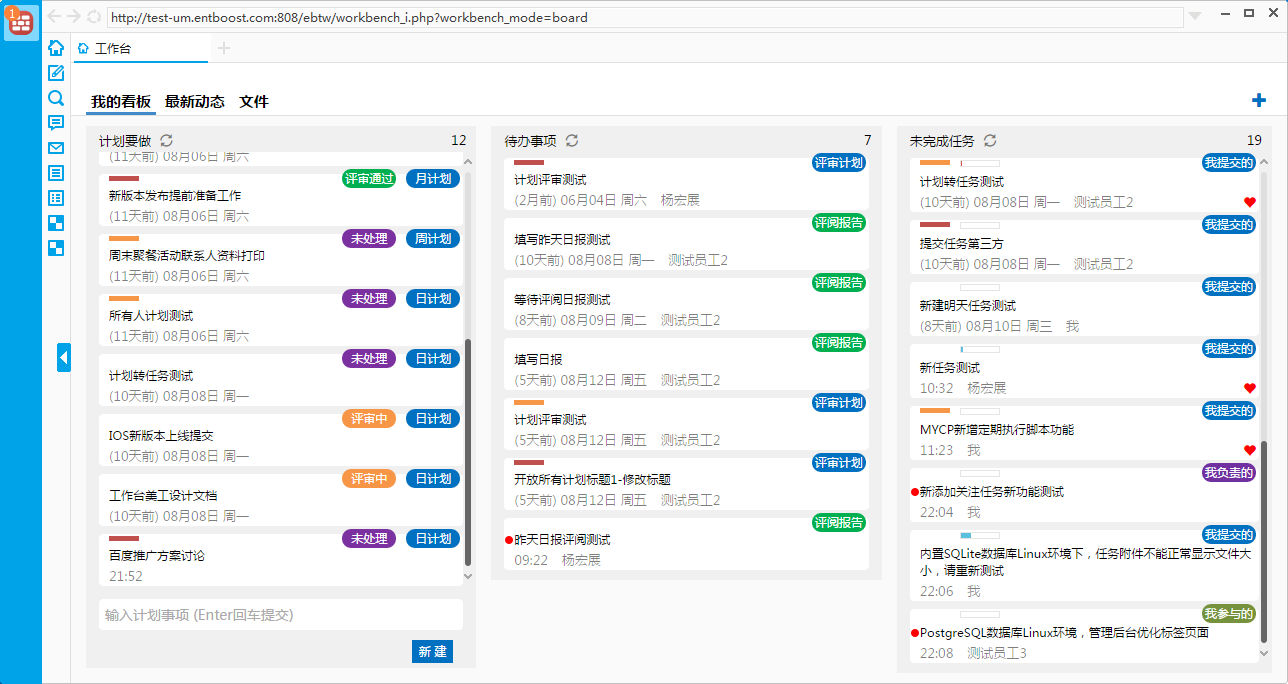 1
http://test-um.entboost.com:808/ebtw/workbench_i.php?workbench_mode=board
工作台
我的看板 最新动态 文件
计划要做 12
(11天前) 08月06日 周六
评审通过 月计划
新版本发布提前准备工作
(11天前) 08月06日 周六
未处理 周计划
周末聚餐活动联系人资料打印
(11天前) 08月06日 周六
未处理 日计划
所有人计划测试
(11天前) 08月06日 周六
未处理 日计划
计划转任务测试
(10天前) 08月08日 周一
评审中 日计划
IOS新版本上线提交
(10天前) 08月08日 周一
评审中 日计划
工作台美工设计文档
(10天前) 08月08日 周一
未处理 日计划
百度推广方案讨论
21:52
输入计划事项 (Enter回车提交)
新 建
待办事项 7
评审计划
计划评审测试
(2月前) 06月04日 周六 杨宏展
评阅报告
填写昨天日报测试
(10天前) 08月08日 周一 测试员工2
评阅报告
等待评阅日报测试
(8天前) 08月09日 周二 测试员工2
评阅报告
填写日报
(5天前) 08月12日 周五 测试员工2
评审计划
计划评审测试
(5天前) 08月12日 周五 测试员工2
评审计划
开放所有计划标题1-修改标题
(5天前) 08月12日 周五 测试员工2
评阅报告
昨天日报评阅测试
09:22 杨宏展
未完成任务 19
我提交的
计划转任务测试
(10天前) 08月08日 周一 测试员工2
我提交的
提交任务第三方
(10天前) 08月08日 周一 测试员工2
我提交的
新建明天任务测试
(8天前) 08月10日 周三 我
我提交的
新任务测试
10:32 杨宏展
我提交的
MYCP新增定期执行脚本功能
11:23 我
我负责的
新添加关注任务新功能测试
22:04 我
我提交的
内置SQLite数据库Linux环境下，任务附件不能正常显示文件大
小，请重新测试
22:06 我
我参与的
PostgreSQL数据库Linux环境，管理后台优化标签页面
22:08 测试员工3